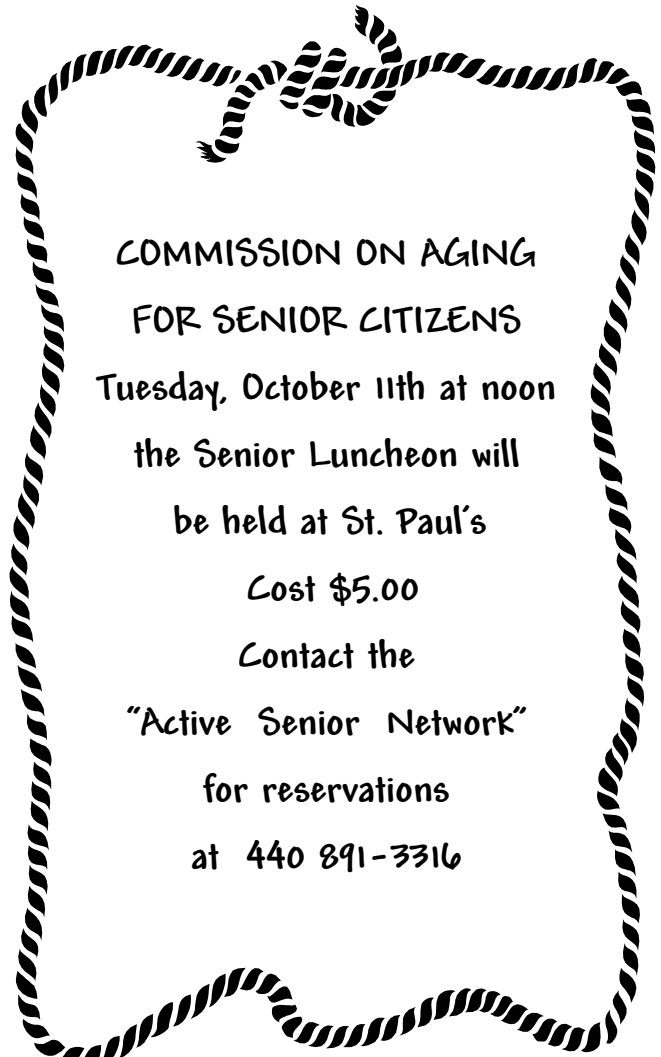 COMMISSION ON AGING
FOR SENIOR CITIZENS
Tuesday, October 11th at noon
the Senior Luncheon will
be held at St. Paul's
Cost $5.00
Contact the
"Active Senior Network"
for reservations
at 440 891-3316